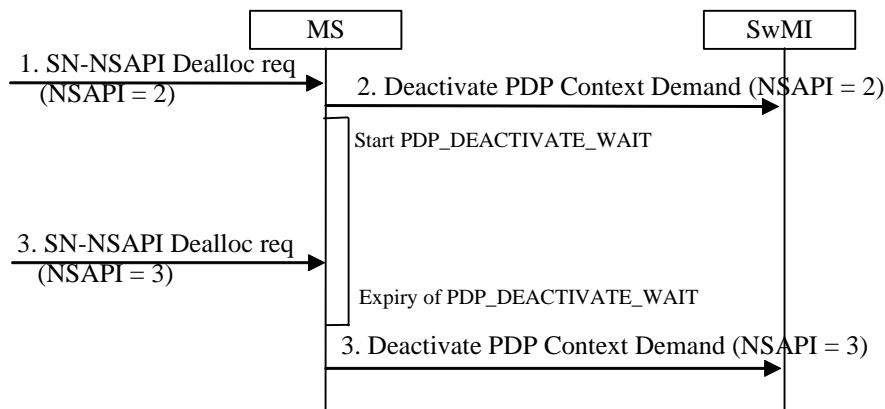 MS
SwMI
1. SN-NSAPI Dealloc req
(NSAPI = 2)
2. Deactivate PDP Context Demand (NSAPI = 2)
Start PDP_DEACTIVATE_WAIT
3. SN-NSAPI Dealloc req
(NSAPI = 3)
Expiry of PDP_DEACTIVATE_WAIT
3. Deactivate PDP Context Demand (NSAPI = 3)